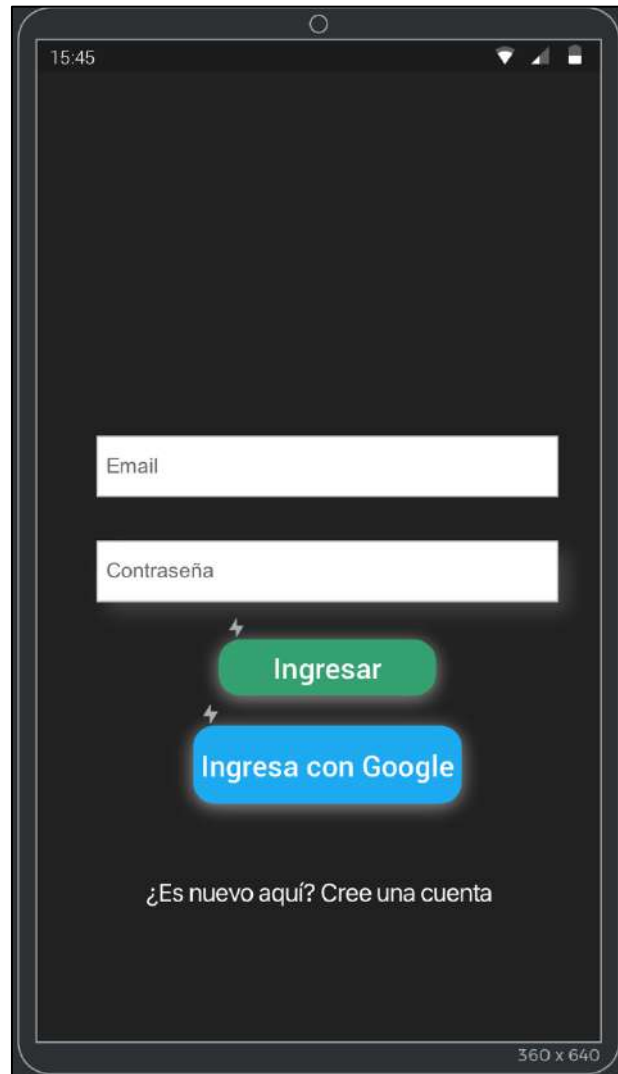 15:45
Email
Contraseña
Ingresar
Ingresa con Google
¿Es nuevo aquí? Cree una cuenta
360 x 640